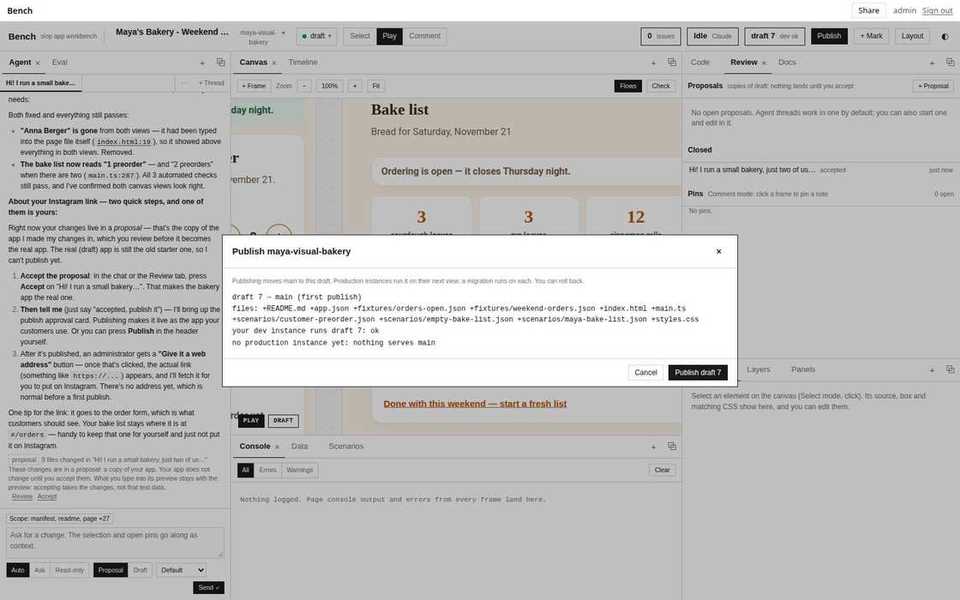 Bench
Share admin Sign out
Bench slop app workbench Maya's Bakery - Weekend ... maya-visual-bakery draft Select Play Comment 0 issues Idle Claude draft 7 dev ok Publish + Mark Layout
Agent × Eval +
Hi! I run a small bake... ... + Thread
needs:
Both fixed and everything still passes:
• "Anna Berger" is gone from both views — it had been typed
into the page file itself ( index.html:19 ), so it showed above
everything in both views. Removed.
• The bake list now reads "1 preorder" — and "2 preorders"
when there are two ( main.ts:287 ). All 3 automated checks
still pass, and I've confirmed both canvas views look right.
About your Instagram link — two quick steps, and one of
them is yours:
Right now your changes live in a proposal — that's the copy of the
app I made my changes in, which you review before it becomes
the real app. The real (draft) app is still the old starter one, so I
can't publish yet.
1. Accept the proposal: in the chat or the Review tab, press
Accept on "Hi! I run a small bakery…". That makes the bakery
app the real one.
2. Then tell me (just say "accepted, publish it") — I'll bring up the
publish approval card. Publishing makes it live as the app your
customers use. Or you can press Publish in the header
yourself.
3. After it's published, an administrator gets a "Give it a web
address" button — once that's clicked, the actual link
(something like https://... ) appears, and I'll fetch it for
you to put on Instagram. There's no address yet, which is
normal before a first publish.
One tip for the link: it goes to the order form, which is what
customers should see. Your bake list stays where it is at
#/orders — handy to keep that one for yourself and just not put
it on Instagram.
proposal 9 files changed in "Hi! I run a small bakery, just two of us…"
These changes are in a proposal: a copy of your app. Your app does not
change until you accept them. What you type into its preview stays with the
preview: accepting takes the changes, not that test data.
Review Accept
Scope: manifest, readme, page +27
Ask for a change. The selection and open pins go along as
context.
Auto Ask Read-only Proposal Draft Default
Send
Canvas × Timeline +
+ Frame Zoom − 100% + Fit Flows Check
day night.
er
vember 21.
Bake list
Bread for Saturday, November 21
Ordering is open — it closes Thursday night.
3 3 12
Publish maya-visual-bakery ×
Publishing moves main to this draft. Production instances run it on their next view; a migration runs on each. You can roll back.
draft 7 → main (first publish)
files: +README.md +app.json +fixtures/orders-open.json +fixtures/weekend-orders.json +index.html +main.ts
+scenarios/customer-preorder.json +scenarios/empty-bake-list.json +scenarios/maya-bake-list.json +styles.css
your dev instance runs draft 7: ok
no production instance yet: nothing serves main
Cancel Publish draft 7
Done with this weekend — start a fresh list
PLAY DRAFT
Console × Data Scenarios +
All Errors Warnings Clear
Nothing logged. Page console output and errors from every frame land here.
Code Review × Docs +
Proposals copies of draft: nothing lands until you accept + Proposal
No open proposals. Agent threads work in one by default; you can also start
one and edit in it.
Closed
Hi! I run a small bakery, just two of us… accepted just now
Pins Comment mode: click a frame to pin a note 0 open
No pins.
× Layers Panels +
Select an element on the canvas (Select mode, click). Its source, box and
matching CSS show here, and you can edit them.